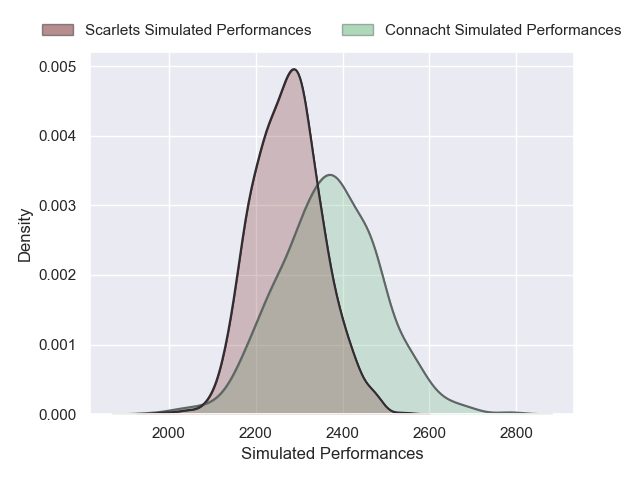 Scarlets Simulated Performances
Connacht Simulated Performances
0.005
0.004
0.003
0.002
0.001
0.000
Density
2000
2200
2400
2600
2800
Simulated Performances